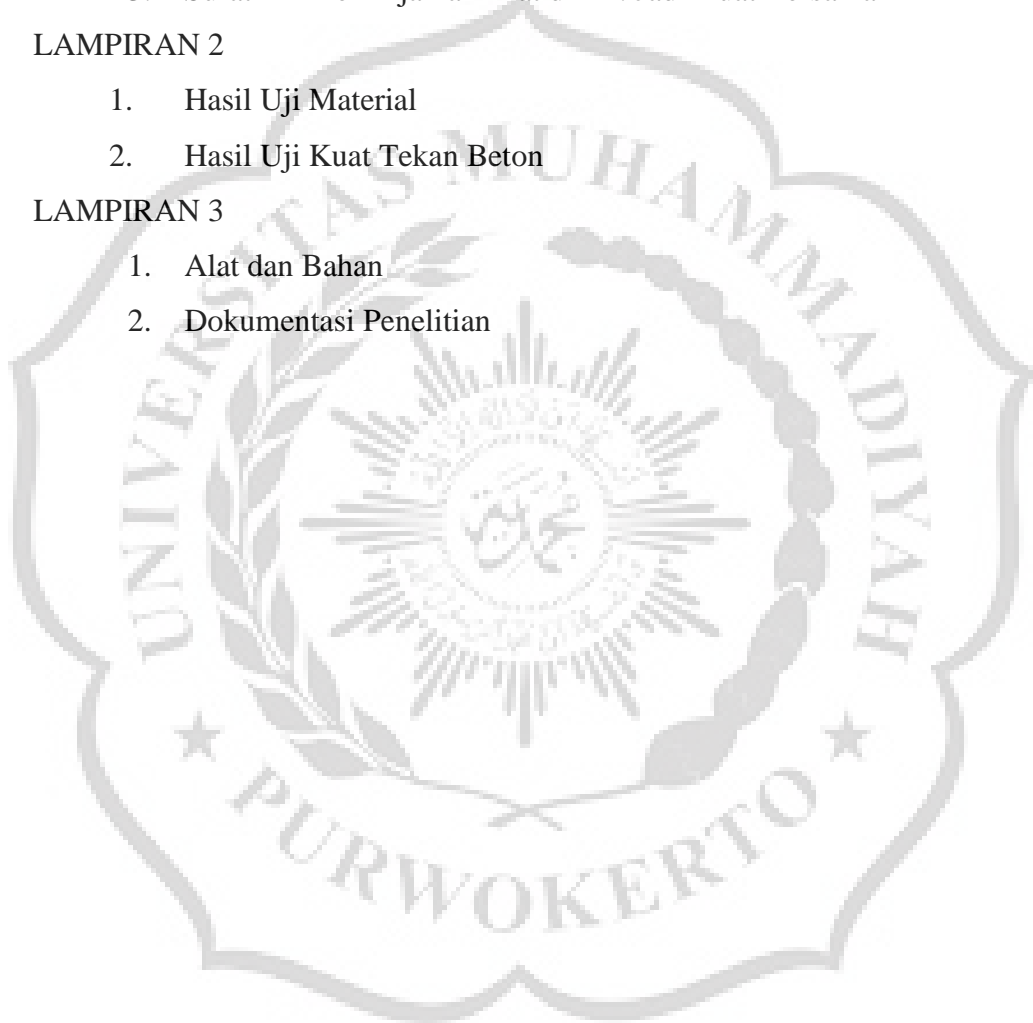 LAMPIRAN 2
1. Hasil Uji Material
2. Hasil Uji Kuat Tekan Beton
LAMPIRAN 3
1. Alat dan Bahan
2. Dokumentasi Penelitian
UNIVERSITAS MUHAMMADIYAH
PURWOKERTO